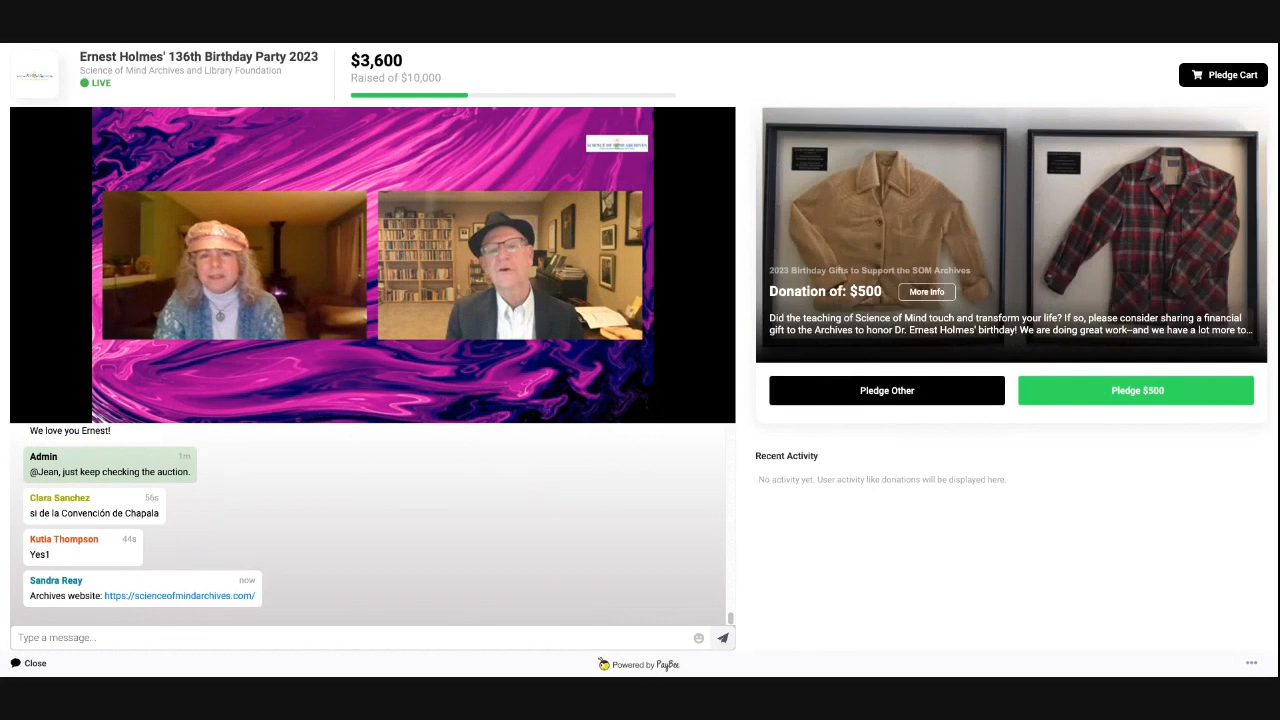 Ernest Holmes' 136th Birthday Party 2023
Science of Mind Archives and Library Foundation
LIVE
$3,600
Raised of $10,000
Pledge Cart
SCIENCE OF MIND ARCHIVES
2023 Birthday Gifts to Support the SOM Archives
Donation of: $500
More Info
Did the teaching of Science of Mind touch and transform your life? If so, please consider sharing a financial
gift to the Archives to honor Dr. Ernest Holmes' birthday! We are doing great work–and we have a lot more to...
Pledge Other
Pledge $500
We love you Ernest!
Admin 1m
@Jean, just keep checking the auction.
Clara Sanchez 56s
si de la Convención de Chapala
Kutia Thompson 44s
Yes1
Sandra Reay now
Archives website: https://scienceofmindarchives.com/
Type a message...
Recent Activity
No activity yet. User activity like donations will be displayed here.
Close
Powered by PayBee